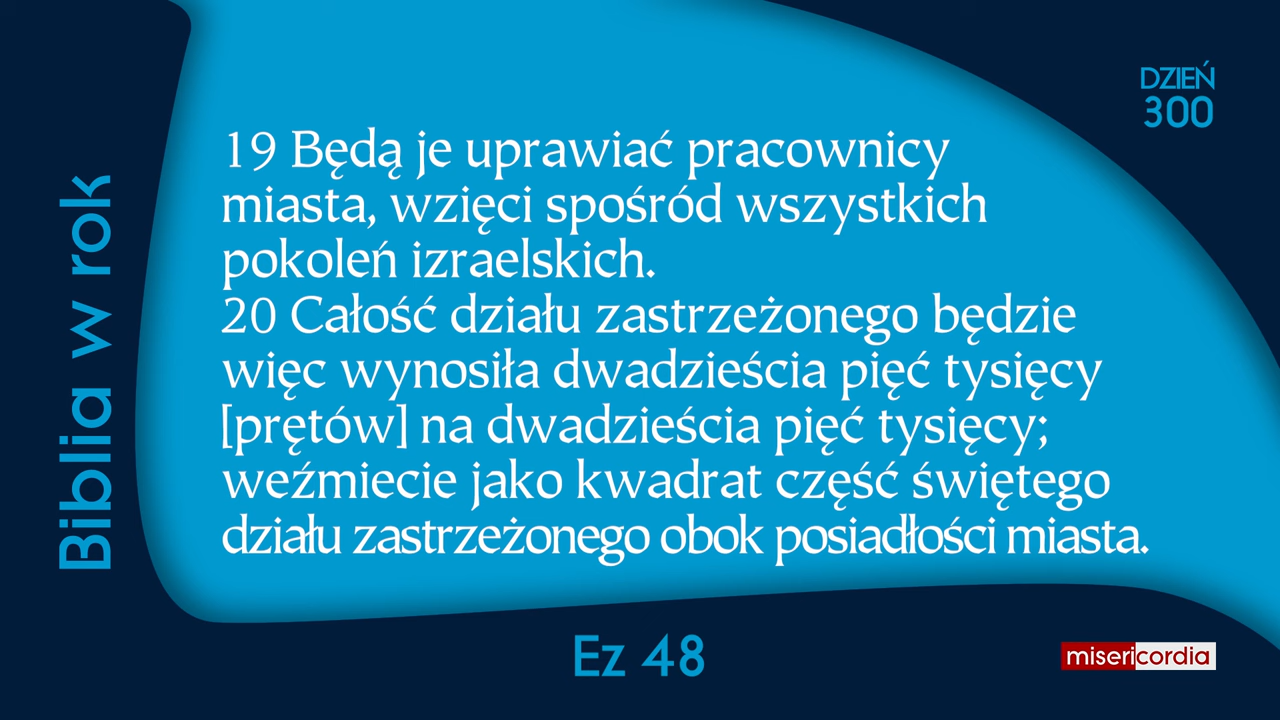 DZIEŃ
300
Biblia w rok
19 Będą je uprawiać pracownicy
miasta, wzięci spośród wszystkich
pokoleń izraelskich.
20 Całość działu zastrzeżonego będzie
więc wynosiła dwadzieścia pięć tysięcy
[prętów] na dwadzieścia pięć tysięcy;
weźmiecie jako kwadrat część świętego
działu zastrzeżonego obok posiadłości miasta.
Ez 48
misericordia